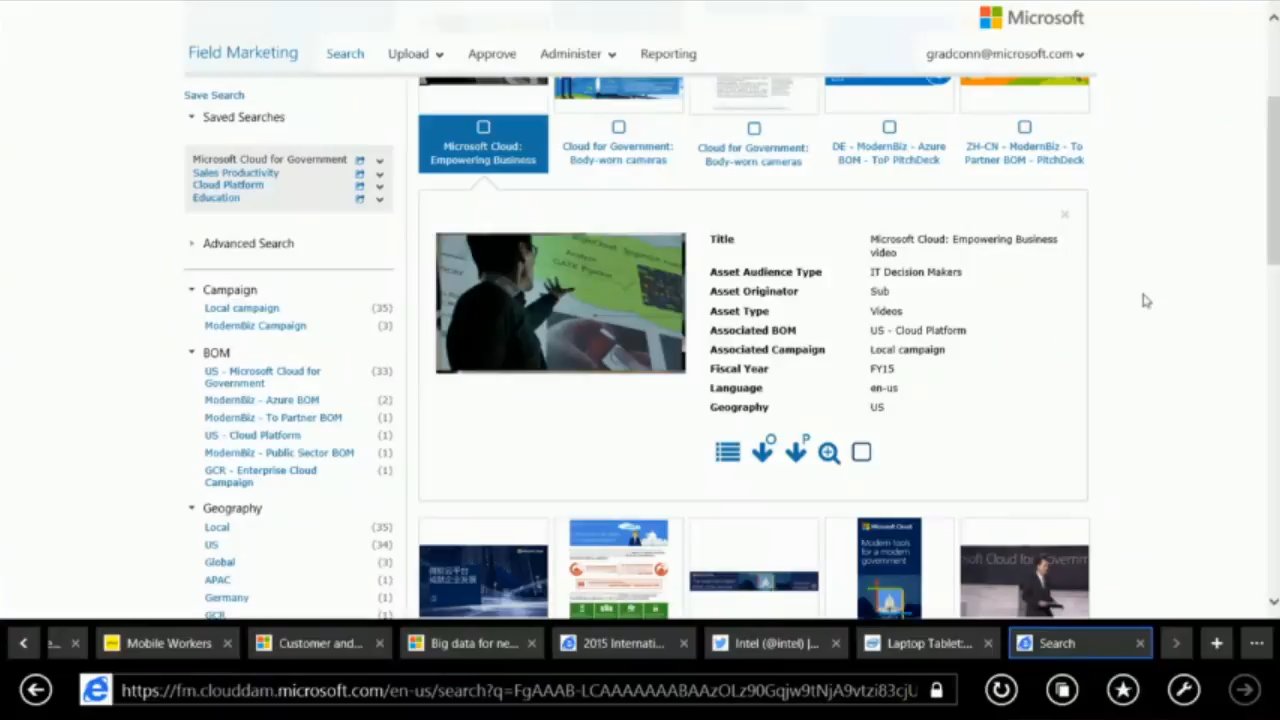 Microsoft
Field Marketing
Search
Upload
Approve
Administer
Reporting
gradconn@microsoft.com
Save Search
Saved Searches
Microsoft Cloud for Government
Sales Productivity
Cloud Platform
Education
Advanced Search
Campaign
Local campaign (35)
ModernBiz Campaign (3)
BOM
US - Microsoft Cloud for (33)
Government
ModernBiz - Azure BOM (2)
ModernBiz - To Partner BOM (1)
US - Cloud Platform (1)
ModernBiz - Public Sector BOM (1)
GCR - Enterprise Cloud (1)
Campaign
Geography
Local (35)
US (34)
Global (3)
APAC (1)
Germany (1)
GCR
Microsoft Cloud:
Empowering Business
Cloud for Government:
Body-worn cameras
Cloud for Government:
Body-worn cameras
DE - ModernBiz - Azure
BOM - ToP PitchDeck
ZH-CN - ModernBiz - To
Partner BOM - PitchDeck
Title Microsoft Cloud: Empowering Business
video
Asset Audience Type IT Decision Makers
Asset Originator Sub
Asset Type Videos
Associated BOM US - Cloud Platform
Associated Campaign Local campaign
Fiscal Year FY15
Language en-us
Geography US
O
P
Microsoft Cloud
Modern tools
for a modern
government
soft Cloud for Governm
e...
Mobile Workers
Customer and...
Big data for ne...
2015 Internati...
Intel (@intel) |...
Laptop Tablet:...
Search
https://fm.clouddam.microsoft.com/en-us/search?q=FgAAAB-LCAAAAAAABAAzOLz90Gqjw9tNjA9vtzi83cjU